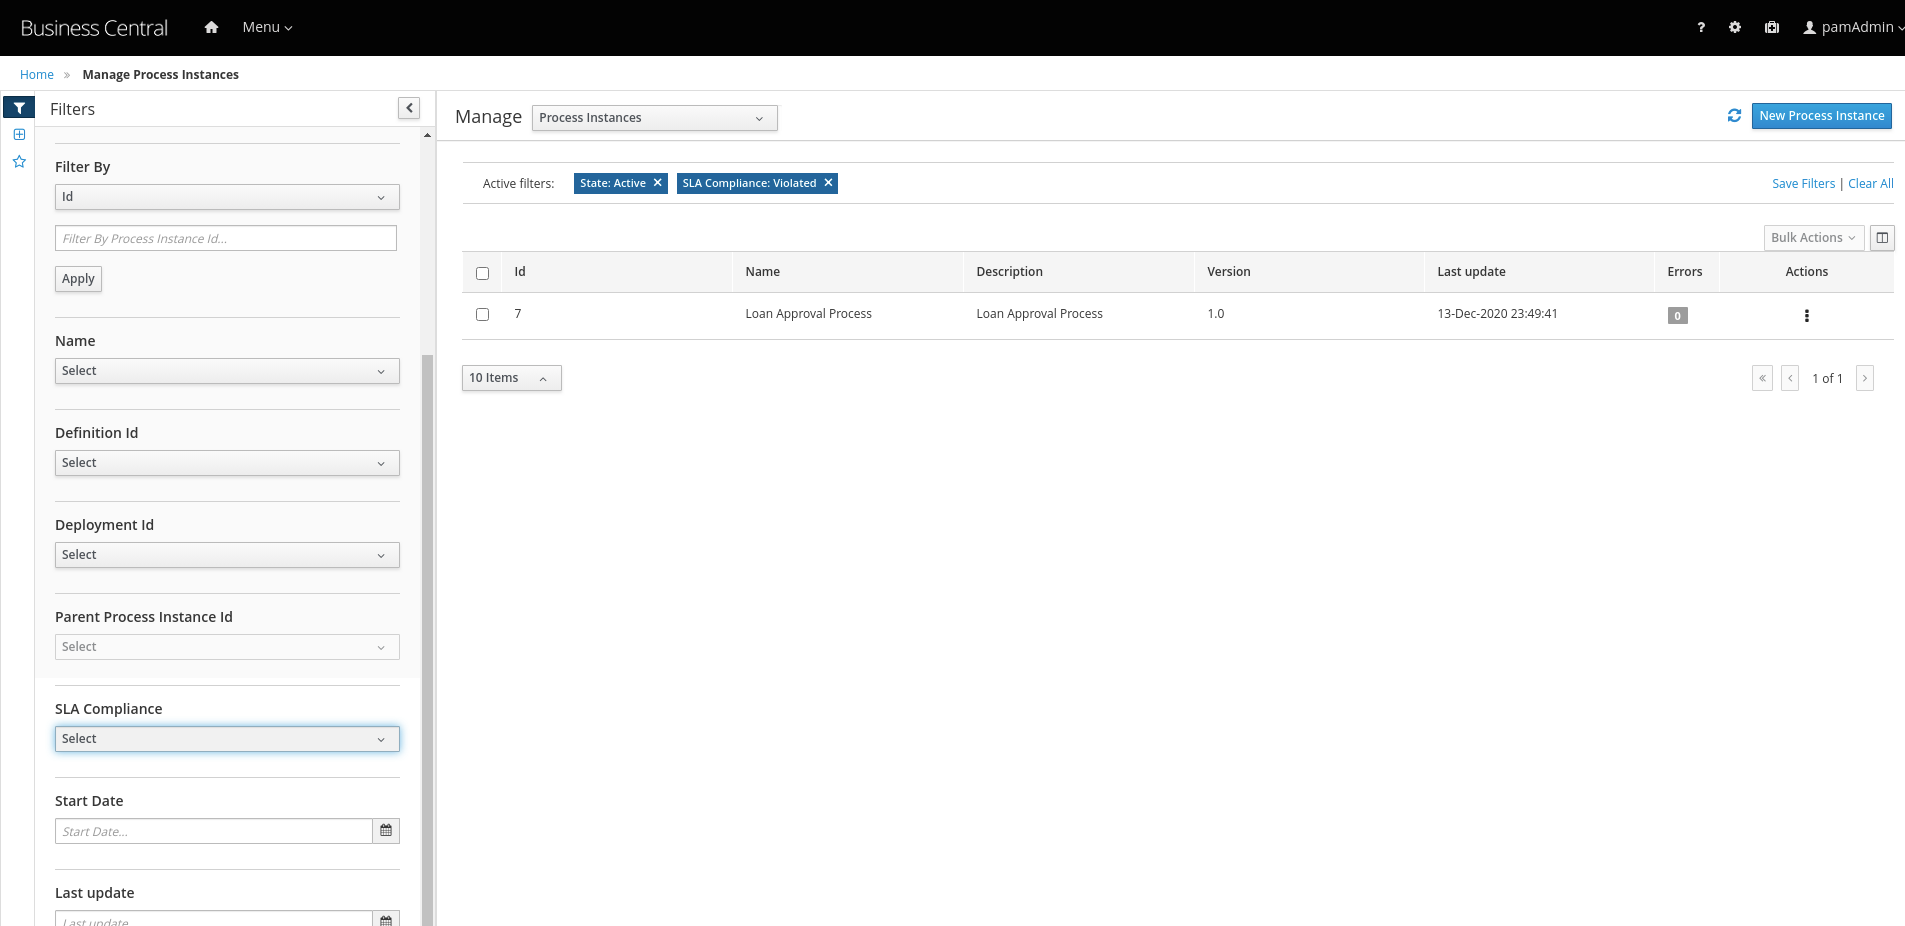 Business Central
Menu
?
pamAdmin
Home » Manage Process Instances
Filters
Filter By
Id
Filter By Process Instance Id...
Apply
Name
Select
Definition Id
Select
Deployment Id
Select
Parent Process Instance Id
Select
SLA Compliance
Select
Start Date
Start Date...
Last update
Last update
Manage Process Instances
New Process Instance
Active filters: State: Active × SLA Compliance: Violated ×
Save Filters | Clear All
Bulk Actions
Id Name Description Version Last update Errors Actions
7 Loan Approval Process Loan Approval Process 1.0 13-Dec-2020 23:49:41 0
10 Items
« ‹ 1 of 1 ›